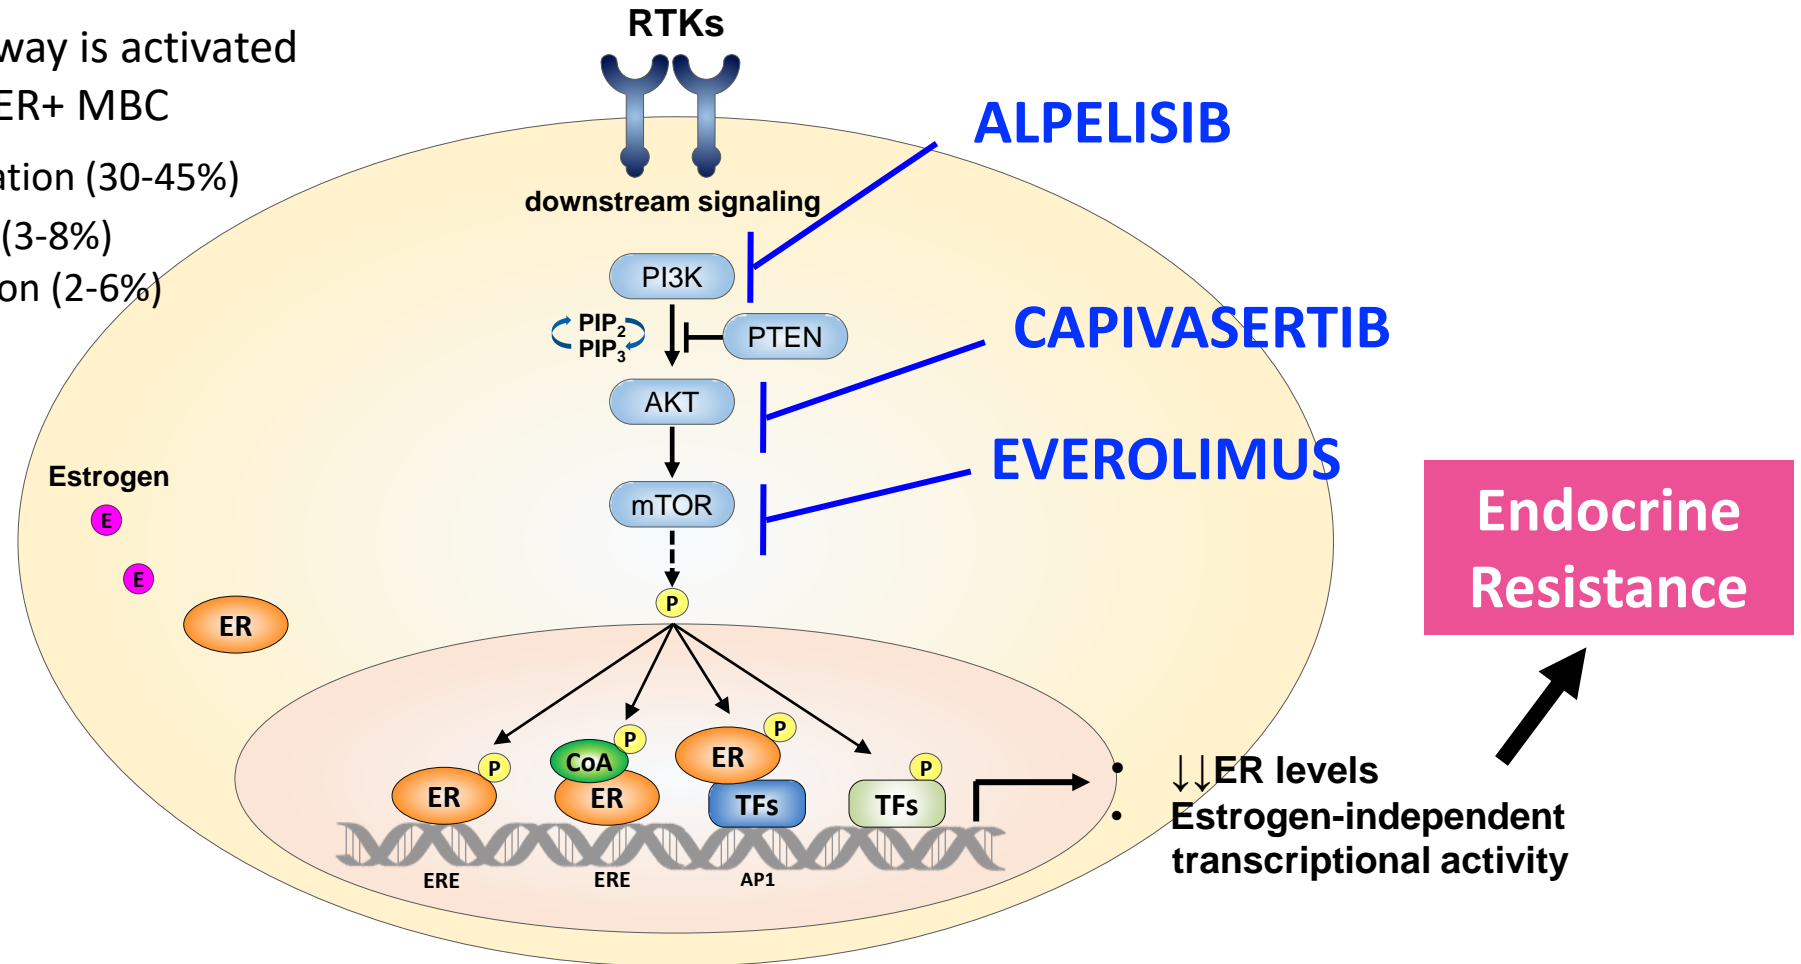 way is activated
ER+ MBC
ation (30-45%)
(3-8%)
on (2-6%)
RTKs
downstream signaling
ALPELISIB
PI3K
PIP2
PIP3
PTEN
CAPIVASERTIB
AKT
EVEROLIMUS
mTOR
Estrogen
E
E
ER
P
Endocrine
Resistance
P
ER
P
CoA
ER
P
ER
TFs
P
TFs
ERE
ERE
AP1
• ↓↓ER levels
• Estrogen-independent
transcriptional activity